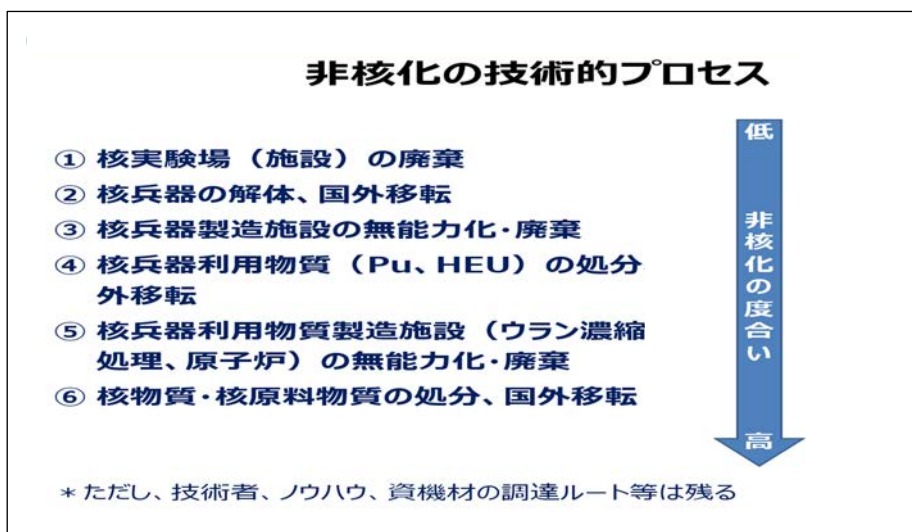 非核化の技術的プロセス
① 核実験場（施設）の廃棄
② 核兵器の解体、国外移転
③ 核兵器製造施設の無能力化・廃棄
④ 核兵器利用物質（Pu、HEU）の処分
外移転
⑤ 核兵器利用物質製造施設（ウラン濃縮
処理、原子炉）の無能力化・廃棄
⑥ 核物質・核原料物質の処分、国外移転
低
非核化の度合い
高
＊ただし、技術者、ノウハウ、資機材の調達ルート等は残る